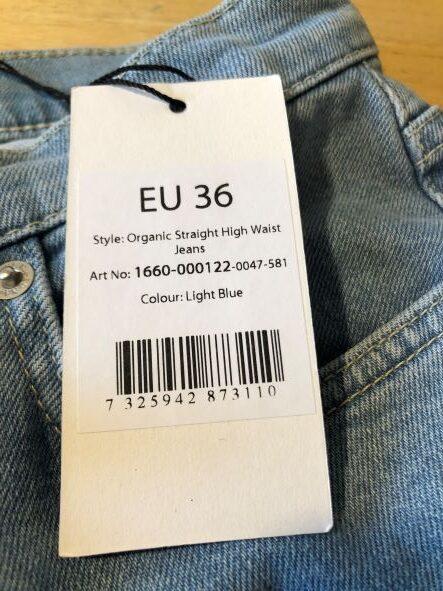 EU 36
Style: Organic Straight High Waist
Jeans
Art No: 1660-000122-0047-581
Colour: Light Blue
7 325942 873110